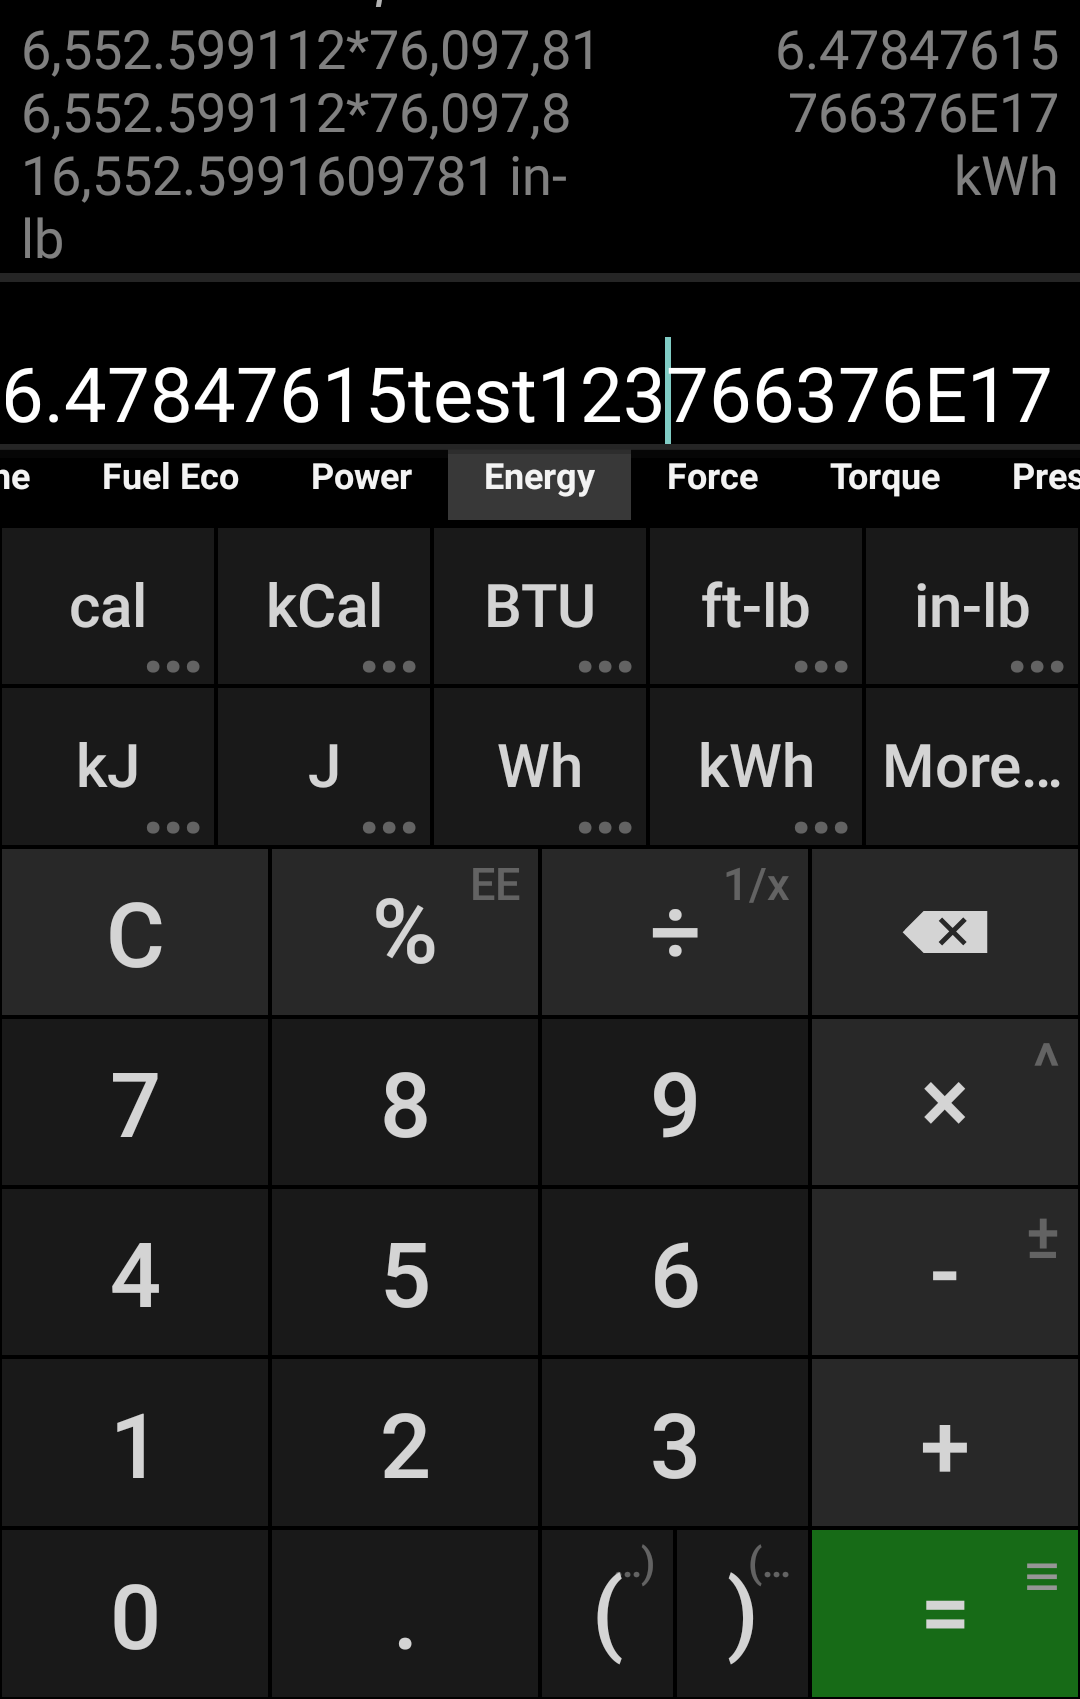 6,552.599112*76,097,81 6.47847615
6,552.599112*76,097,8 766376E17
16,552.5991609781 in- kWh
lb
6.47847615test123766376E17
ne Fuel Eco Power Energy Force Torque Pres
cal kCal BTU ft-lb in-lb
kJ J Wh kWh More...
C % EE ÷ 1/x
7 8 9 × ^
4 5 6 - ±
1 2 3 +
0 . ( ..) ) (... =